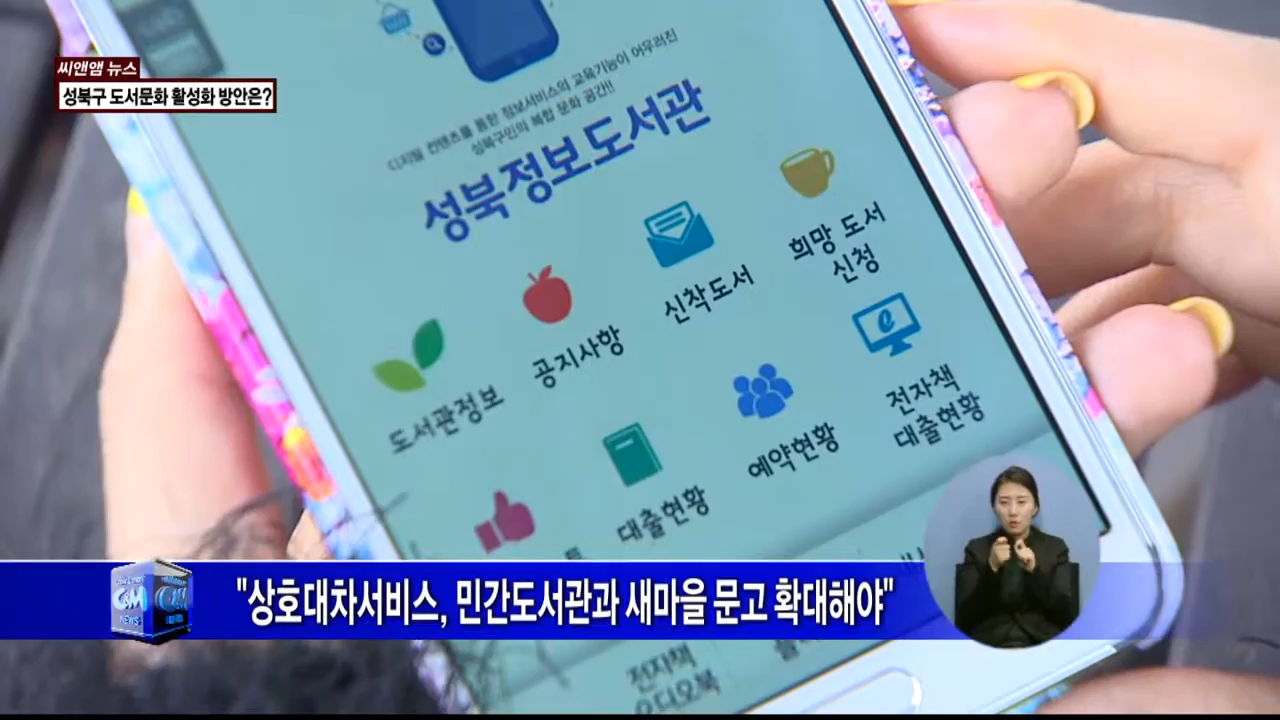 씨앤앰 뉴스
성북구 도서문화 활성화 방안은?
디지털 컨텐츠를 통한 정보서비스의 교육기능이 어우러진
성북구민의 복합 문화 공간!!
성북정보도서관
희망 도서
신청
신착도서
공지사항
도서관정보
전자책
대출현황
예약현황
대출현황
"상호대차서비스, 민간도서관과 새마을 문고 확대해야"
C&M
NEWS
전자책
오디오북